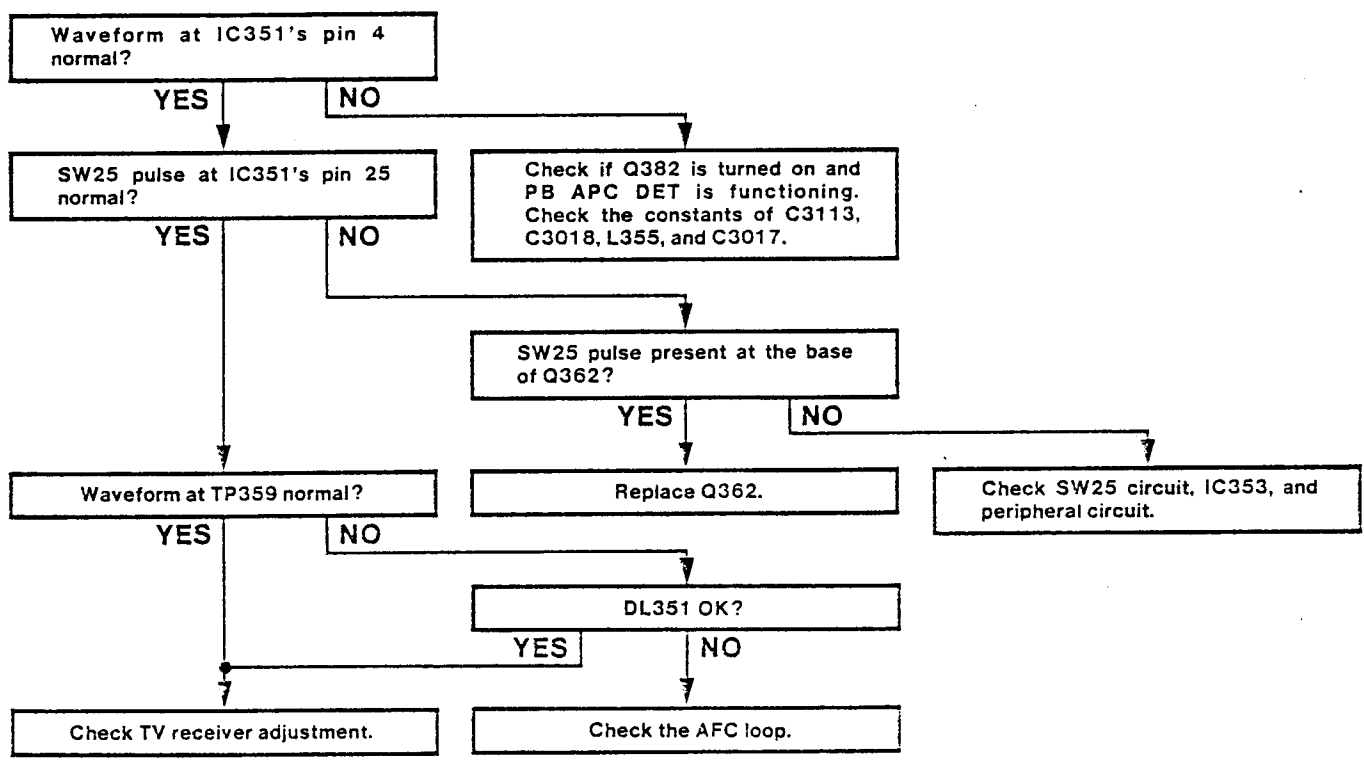 Waveform at IC351's pin 4
normal?
YES
NO
SW25 pulse at IC351's pin 25
normal?
Check if Q382 is turned on and
PB APC DET is functioning.
Check the constants of C3113,
C3018, L355, and C3017.
YES
NO
SW25 pulse present at the base
of Q362?
YES
NO
Waveform at TP359 normal?
Replace Q362.
Check SW25 circuit, IC353, and
peripheral circuit.
YES
NO
DL351 OK?
YES
NO
Check TV receiver adjustment.
Check the AFC loop.